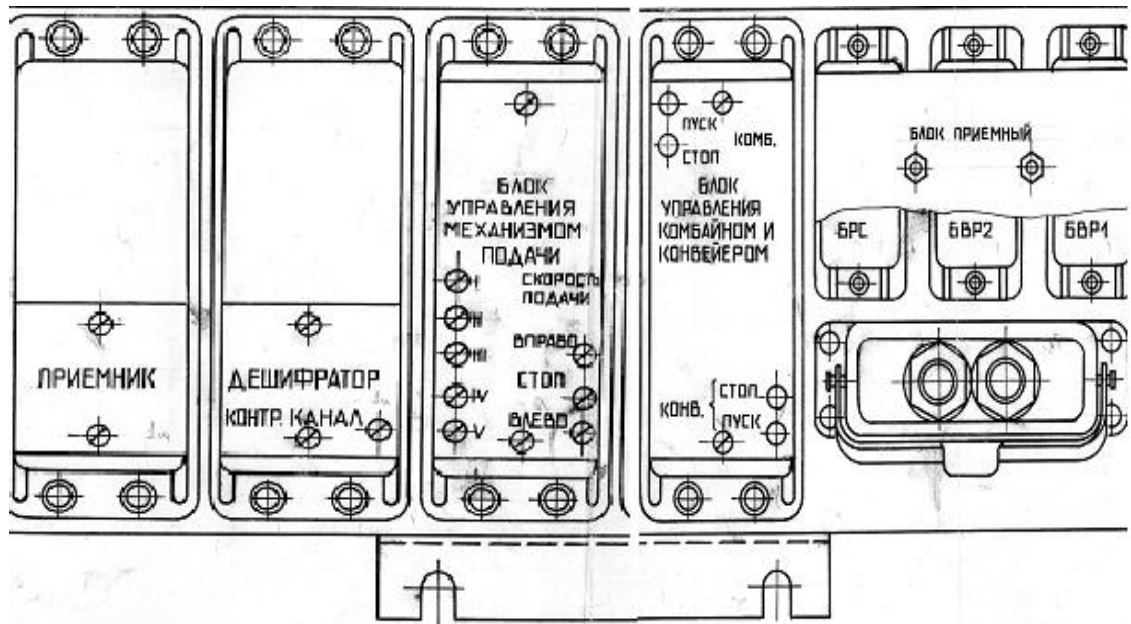 ПРИЕМНИК
ДЕШИФРАТОР
КОНТР. КАНАЛ
БЛОК
УПРАВЛЕНИЯ
МЕХАНИЗМОМ
ПОДАЧИ
I
СКОРОСТЬ
ПОДАЧИ
II
III
ВПРАВО
IV
СТОП
V
ВЛЕВО
ПУСК
КОМБ.
СТОП
БЛОК
УПРАВЛЕНИЯ
КОМБАЙНОМ И
КОНВЕЙЕРОМ
КОНВ.
СТОП
ПУСК
БЛОК ПРИЕМНЫЙ
БРС
БВР2
БВР1